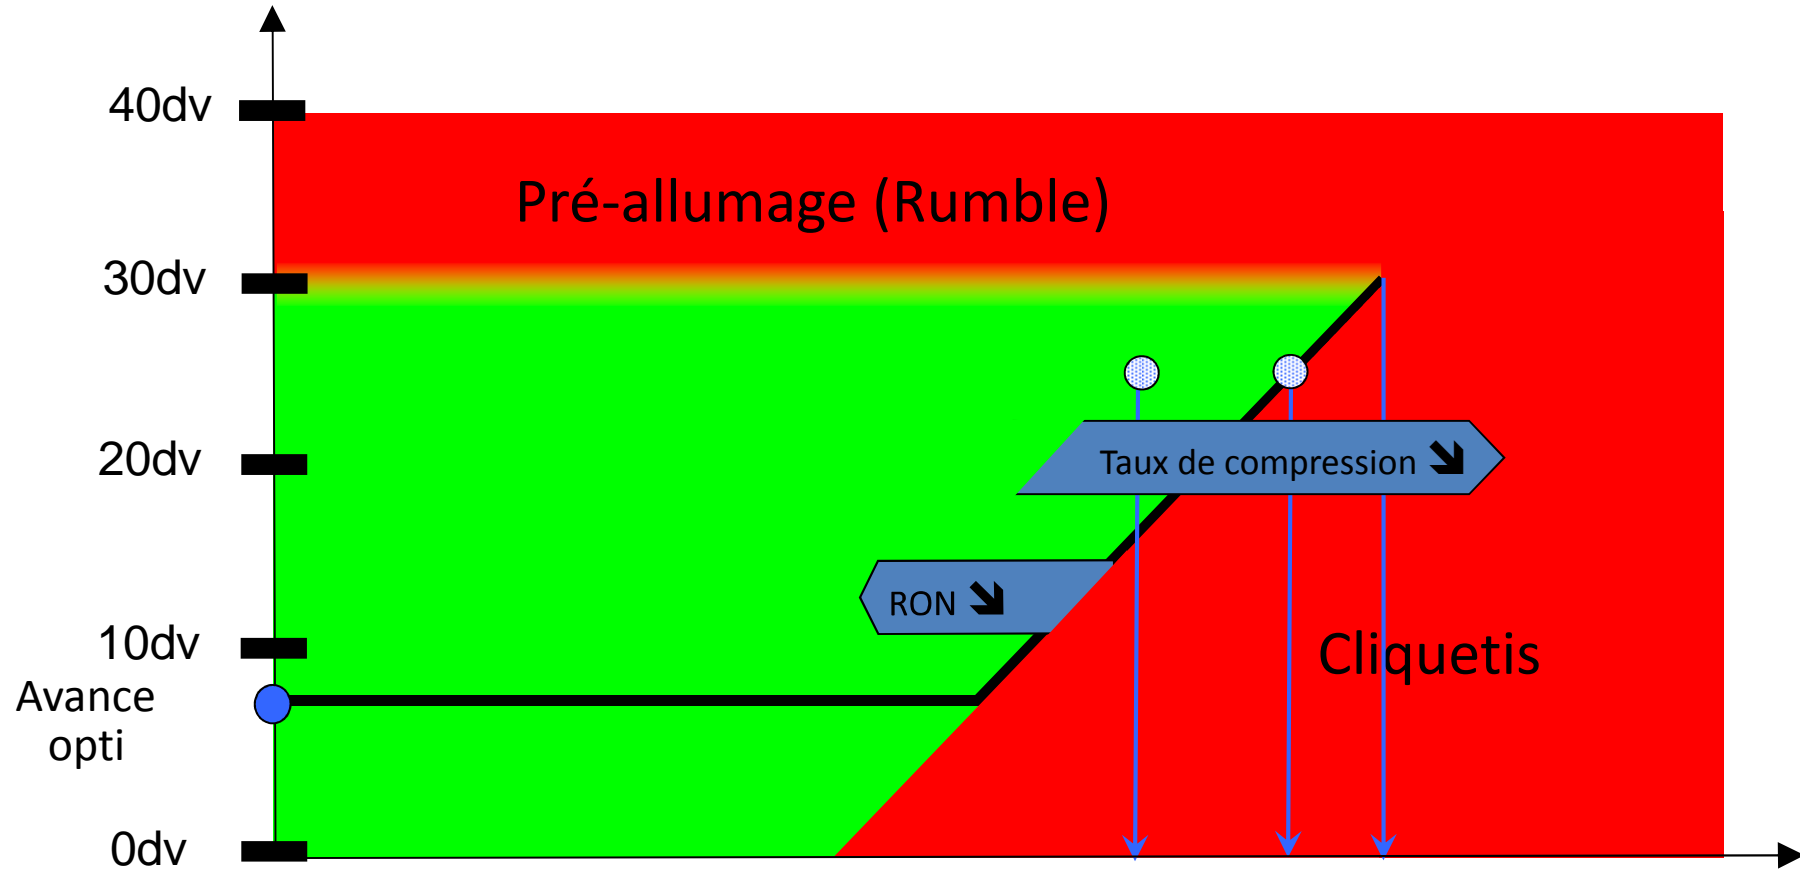 40dv
Pré-allumage (Rumble)
30dv
20dv
Taux de compression
RON
10dv
Cliquetis
Avance
opti
0dv